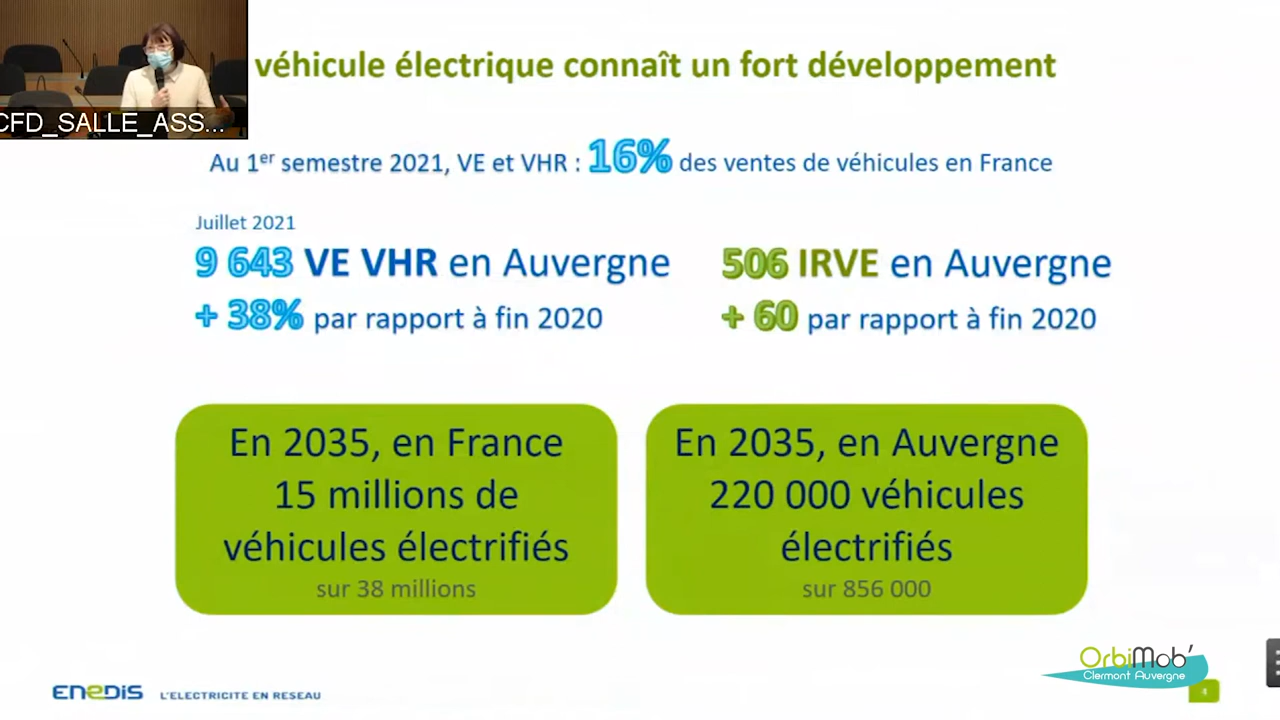 véhicule électrique connaît un fort développement
CFD_SALLE_ASS...
Au 1er semestre 2021, VE et VHR : 16% des ventes de véhicules en France
Juillet 2021
9 643 VE VHR en Auvergne
+ 38% par rapport à fin 2020
506 IRVE en Auvergne
+ 60 par rapport à fin 2020
En 2035, en France
15 millions de
véhicules électrifiés
sur 38 millions
En 2035, en Auvergne
220 000 véhicules
électrifiés
sur 856 000
OrbiMob'
Clermont Auvergne
ENEDIS
L'ELECTRICITE EN RESEAU